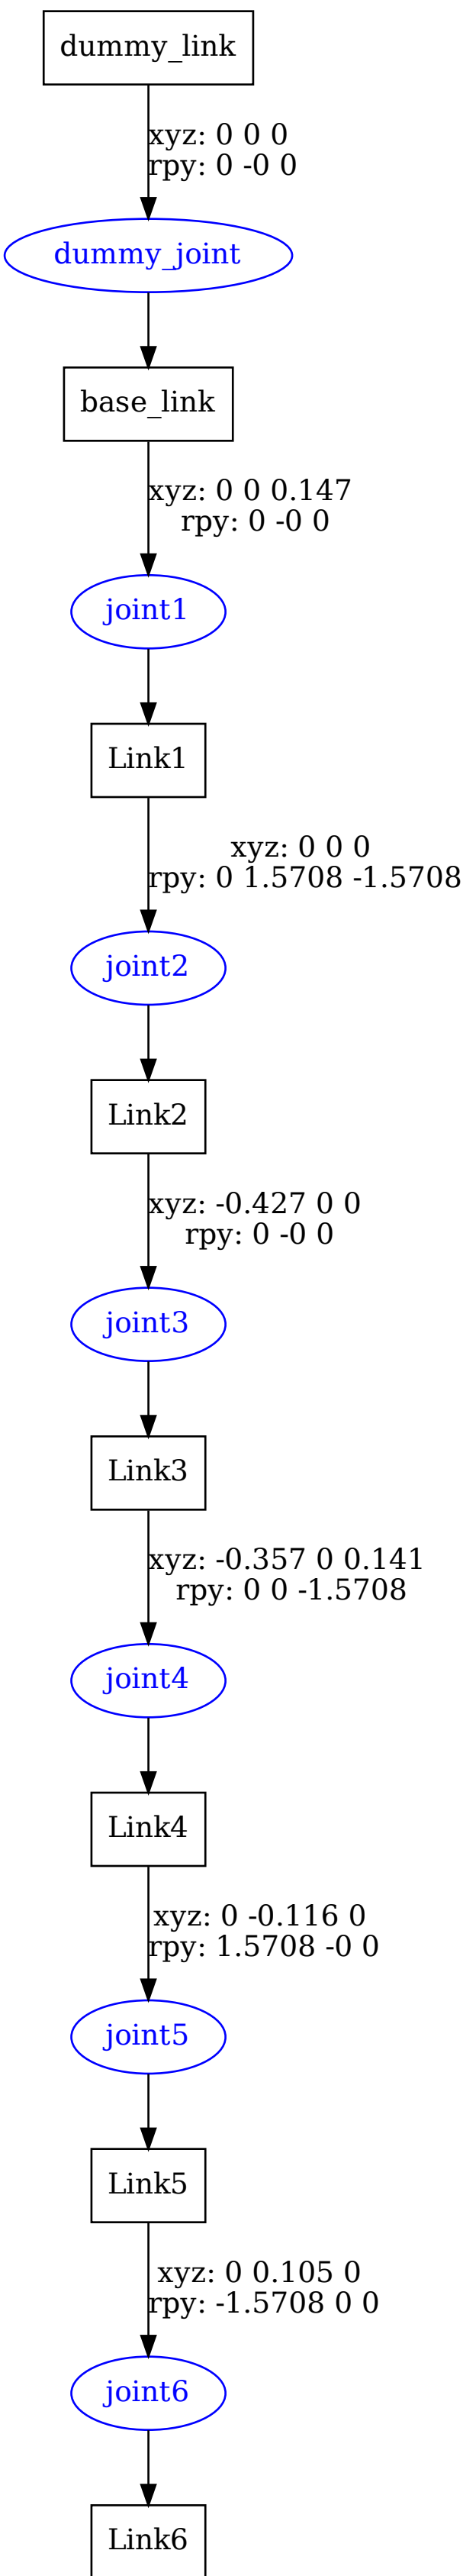 dummy_link
xyz: 0 0 0
rpy: 0 -0 0
dummy_joint
base_link
xyz: 0 0 0.147
rpy: 0 -0 0
joint1
Link1
xyz: 0 0 0
rpy: 0 1.5708 -1.5708
joint2
Link2
xyz: -0.427 0 0
rpy: 0 -0 0
joint3
Link3
xyz: -0.357 0 0.141
rpy: 0 0 -1.5708
joint4
Link4
xyz: 0 -0.116 0
rpy: 1.5708 -0 0
joint5
Link5
xyz: 0 0.105 0
rpy: -1.5708 0 0
joint6
Link6